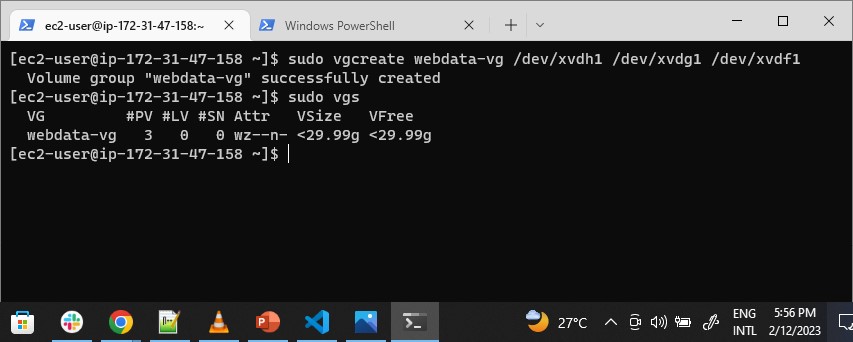 ec2-user@ip-172-31-47-158:~
Windows PowerShell
[ec2-user@ip-172-31-47-158 ~]$ sudo vgcreate webdata-vg /dev/xvdh1 /dev/xvdg1 /dev/xvdf1
  Volume group "webdata-vg" successfully created
[ec2-user@ip-172-31-47-158 ~]$ sudo vgs
  VG         #PV #LV #SN Attr   VSize   VFree
  webdata-vg   3   0   0 wz--n- <29.99g <29.99g
[ec2-user@ip-172-31-47-158 ~]$
27°C
ENG
INTL
5:56 PM
2/12/2023